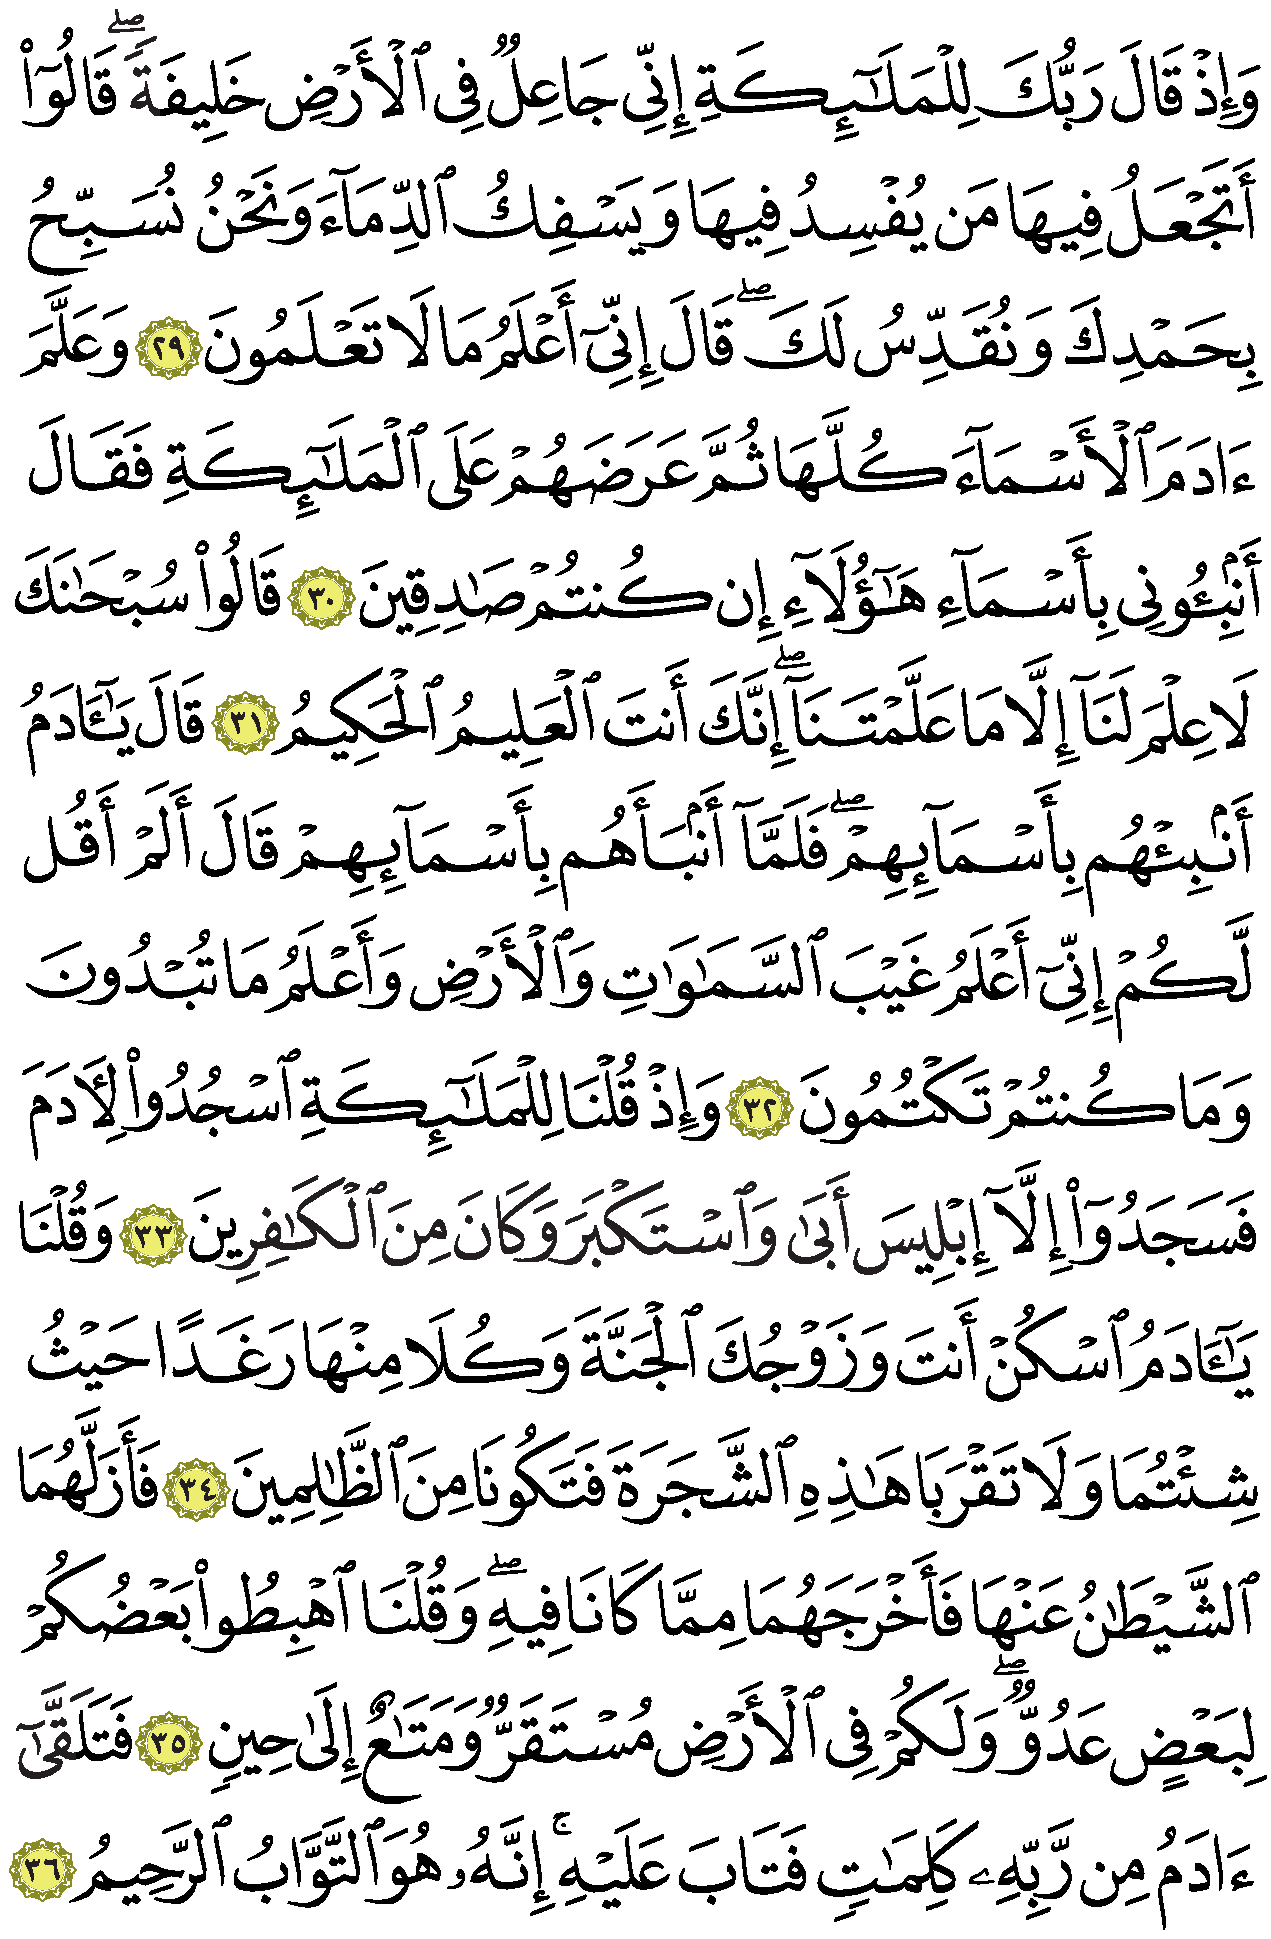 وَإِذْ قَالَ رَبُّكَ لِلْمَلَٰٓئِكَةِ إِنِّي جَاعِلٌ فِي ٱلْأَرْضِ خَلِيفَةً ۖ قَالُوٓا۟
أَتَجْعَلُ فِيهَا مَن يُفْسِدُ فِيهَا وَيَسْفِكُ ٱلدِّمَآءَ وَنَحْنُ نُسَبِّحُ
بِحَمْدِكَ وَنُقَدِّسُ لَكَ ۖ قَالَ إِنِّيٓ أَعْلَمُ مَا لَا تَعْلَمُونَ ٢٩ وَعَلَّمَ
ءَادَمَ ٱلْأَسْمَآءَ كُلَّهَا ثُمَّ عَرَضَهُمْ عَلَى ٱلْمَلَٰٓئِكَةِ فَقَالَ
أَنۢبِـُٔونِي بِأَسْمَآءِ هَٰٓؤُلَآءِ إِن كُنتُمْ صَٰدِقِينَ ٣٠ قَالُوا۟ سُبْحَٰنَكَ
لَا عِلْمَ لَنَآ إِلَّا مَا عَلَّمْتَنَآ ۖ إِنَّكَ أَنتَ ٱلْعَلِيمُ ٱلْحَكِيمُ ٣١ قَالَ يَٰٓـَٔادَمُ
أَنۢبِئْهُم بِأَسْمَآئِهِمْ ۖ فَلَمَّآ أَنۢبَأَهُم بِأَسْمَآئِهِمْ قَالَ أَلَمْ أَقُل
لَّكُمْ إِنِّيٓ أَعْلَمُ غَيْبَ ٱلسَّمَٰوَٰتِ وَٱلْأَرْضِ وَأَعْلَمُ مَا تُبْدُونَ
وَمَا كُنتُمْ تَكْتُمُونَ ٣٢ وَإِذْ قُلْنَا لِلْمَلَٰٓئِكَةِ ٱسْجُدُوا۟ لِـَٔادَمَ
فَسَجَدُوٓا۟ إِلَّآ إِبْلِيسَ أَبَىٰ وَٱسْتَكْبَرَ وَكَانَ مِنَ ٱلْكَٰفِرِينَ ٣٣ وَقُلْنَا
يَٰٓـَٔادَمُ ٱسْكُنْ أَنتَ وَزَوْجُكَ ٱلْجَنَّةَ وَكُلَا مِنْهَا رَغَدًا حَيْثُ
شِئْتُمَا وَلَا تَقْرَبَا هَٰذِهِ ٱلشَّجَرَةَ فَتَكُونَا مِنَ ٱلظَّٰلِمِينَ ٣٤ فَأَزَلَّهُمَا
ٱلشَّيْطَٰنُ عَنْهَا فَأَخْرَجَهُمَا مِمَّا كَانَا فِيهِ ۖ وَقُلْنَا ٱهْبِطُوا۟ بَعْضُكُمْ
لِبَعْضٍ عَدُوٌّ ۖ وَلَكُمْ فِي ٱلْأَرْضِ مُسْتَقَرٌّ وَمَتَٰعٌ إِلَىٰ حِينٍ ٣٥ فَتَلَقَّىٰٓ
ءَادَمُ مِن رَّبِّهِۦ كَلِمَٰتٍ فَتَابَ عَلَيْهِ ۚ إِنَّهُۥ هُوَ ٱلتَّوَّابُ ٱلرَّحِيمُ ٣٦